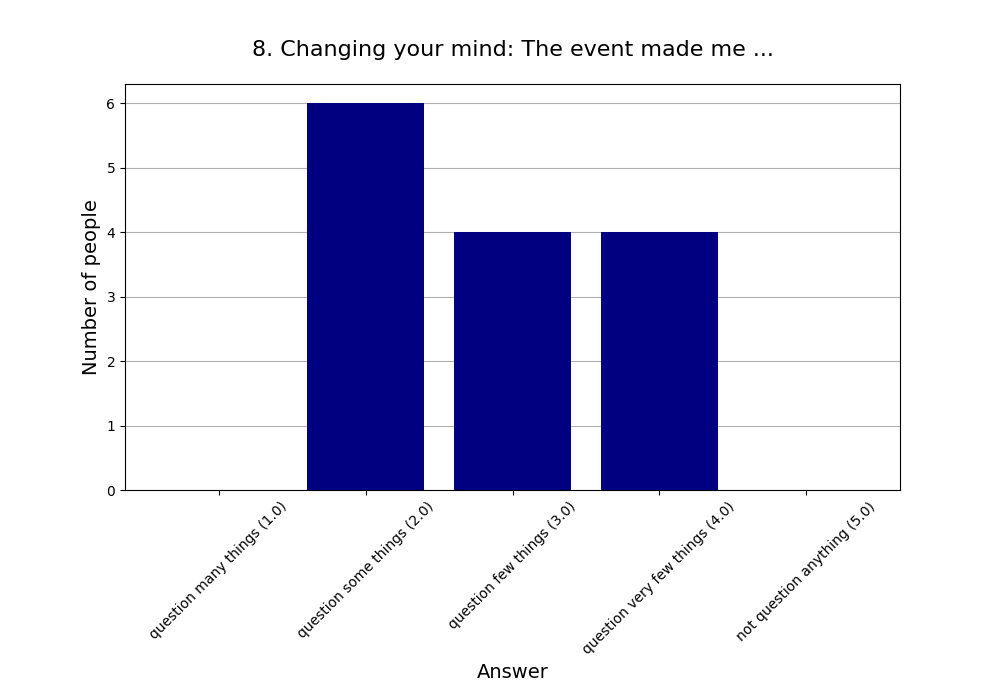 8. Changing your mind: The event made me ...
Number of people
6
5
4
3
2
1
0
question many things (1.0)
question some things (2.0)
question few things (3.0)
question very few things (4.0)
not question anything (5.0)
Answer